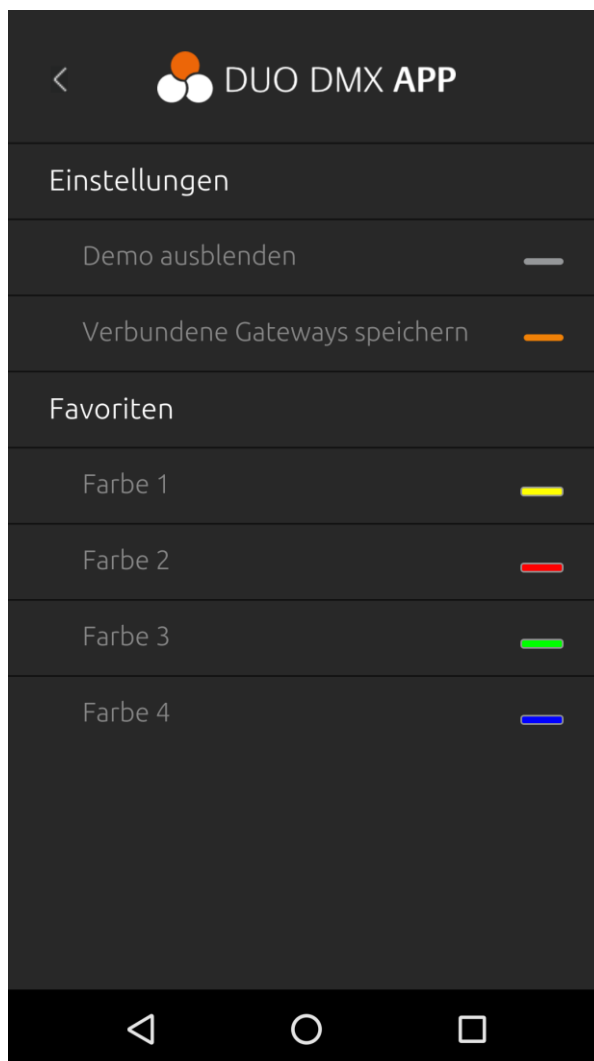 DUO DMX APP
Einstellungen
Demo ausblenden
Verbundene Gateways speichern
Favoriten
Farbe 1
Farbe 2
Farbe 3
Farbe 4